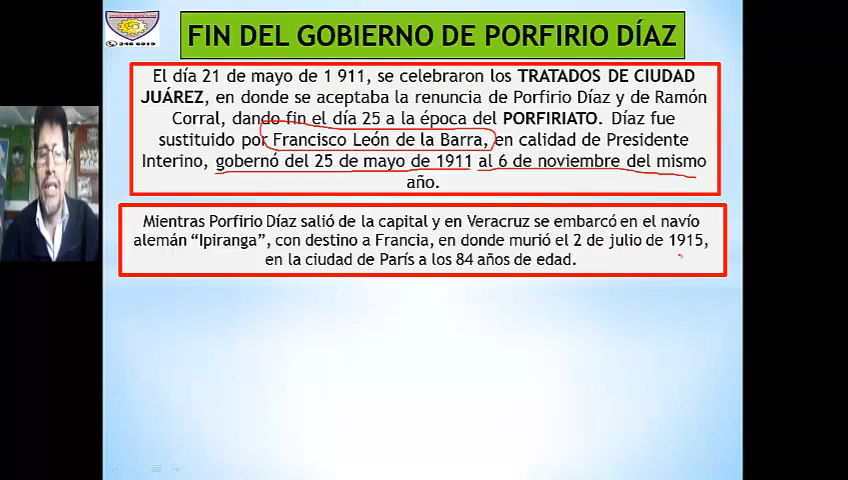 246 6039
FIN DEL GOBIERNO DE PORFIRIO DÍAZ
El día 21 de mayo de 1 911, se celebraron los TRATADOS DE CIUDAD
JUÁREZ, en donde se aceptaba la renuncia de Porfirio Díaz y de Ramón
Corral, dando fin el día 25 a la época del PORFIRIATO. Díaz fue
sustituido por Francisco León de la Barra, en calidad de Presidente
Interino, gobernó del 25 de mayo de 1911 al 6 de noviembre del mismo
año.
Mientras Porfirio Díaz salió de la capital y en Veracruz se embarcó en el navío
alemán “Ipiranga”, con destino a Francia, en donde murió el 2 de julio de 1915,
en la ciudad de París a los 84 años de edad.